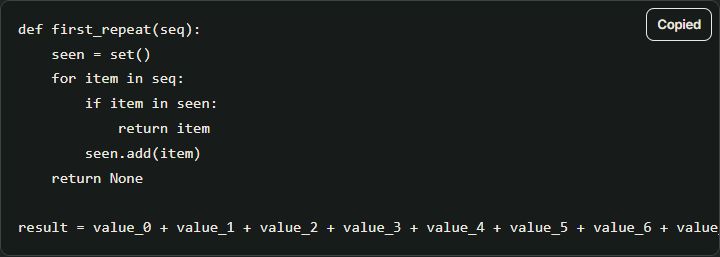 Copied
def first_repeat(seq):
    seen = set()
    for item in seq:
        if item in seen:
            return item
        seen.add(item)
    return None

result = value_0 + value_1 + value_2 + value_3 + value_4 + value_5 + value_6 +